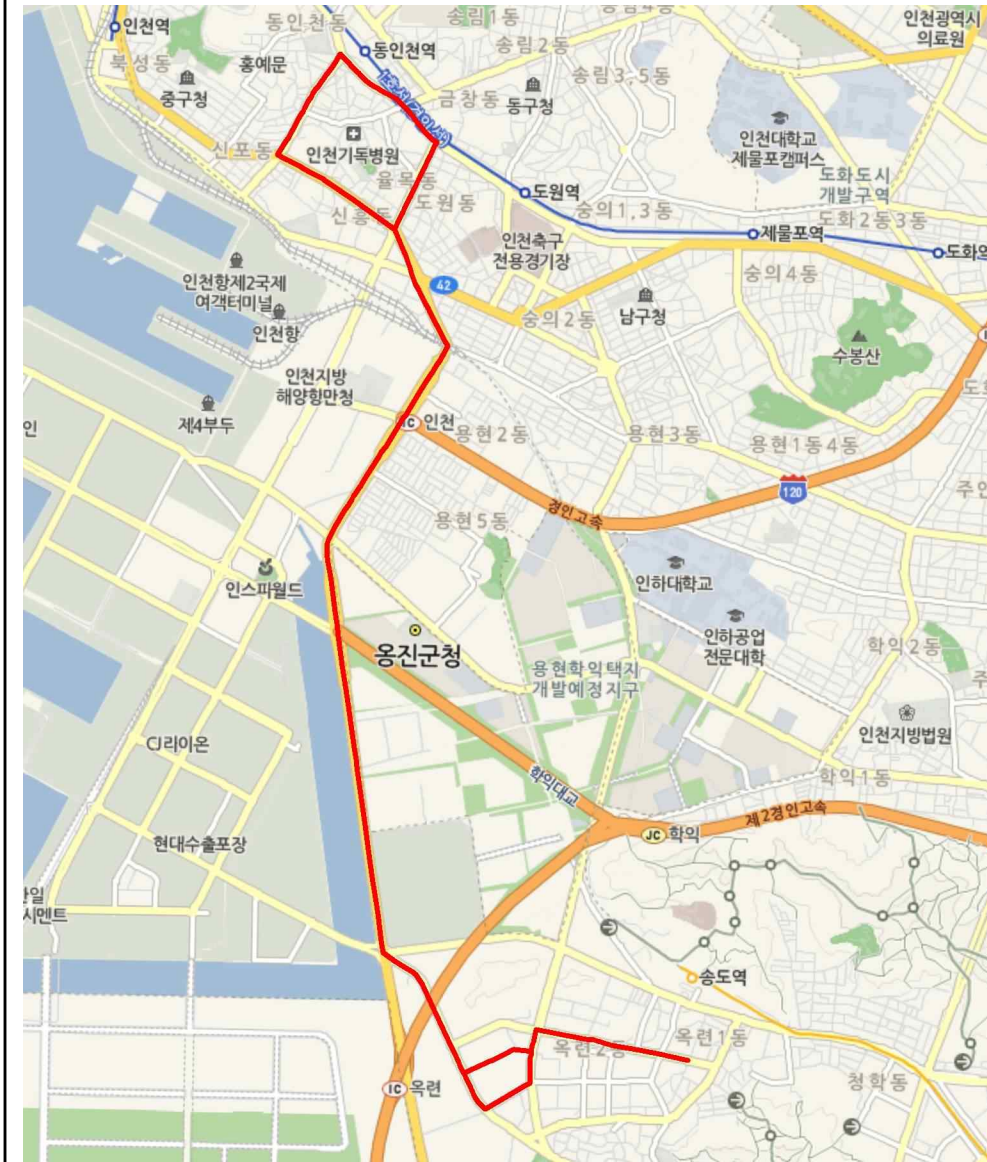 인천역
동인천동
송림1동
인천광역시
의료원
동인천역
송림2동
북성동
홍예문
송림3~5동
중구청
금창동
동구청
1호선(경인선)
인천대학교
제물포캠퍼스
신포동
인천기독병원
율목동
도화도시
개발구역
도원역
도원동
신흥동
숭의1,3동
도화2동3동
제물포역
인천축구
전용경기장
도화역
인천항제2국제
여객터미널
42
숭의4동
남구청
인천항
숭의2동
수봉산
인천지방
해양항만청
제4부두
인
IC 인천
용현2동
용현3동
용현1동4동
120
주안
경인고속
용현5동
인하대학교
인스파월드
인하공업
전문대학
옹진군청
학익2동
용현학익택지
개발예정지구
인천지방법원
CJ라이온
학익대교
학익1동
제2경인고속
JC 학익
현대수출포장
시멘트
송도역
옥련2동
옥련1동
IC 옥련
청학동